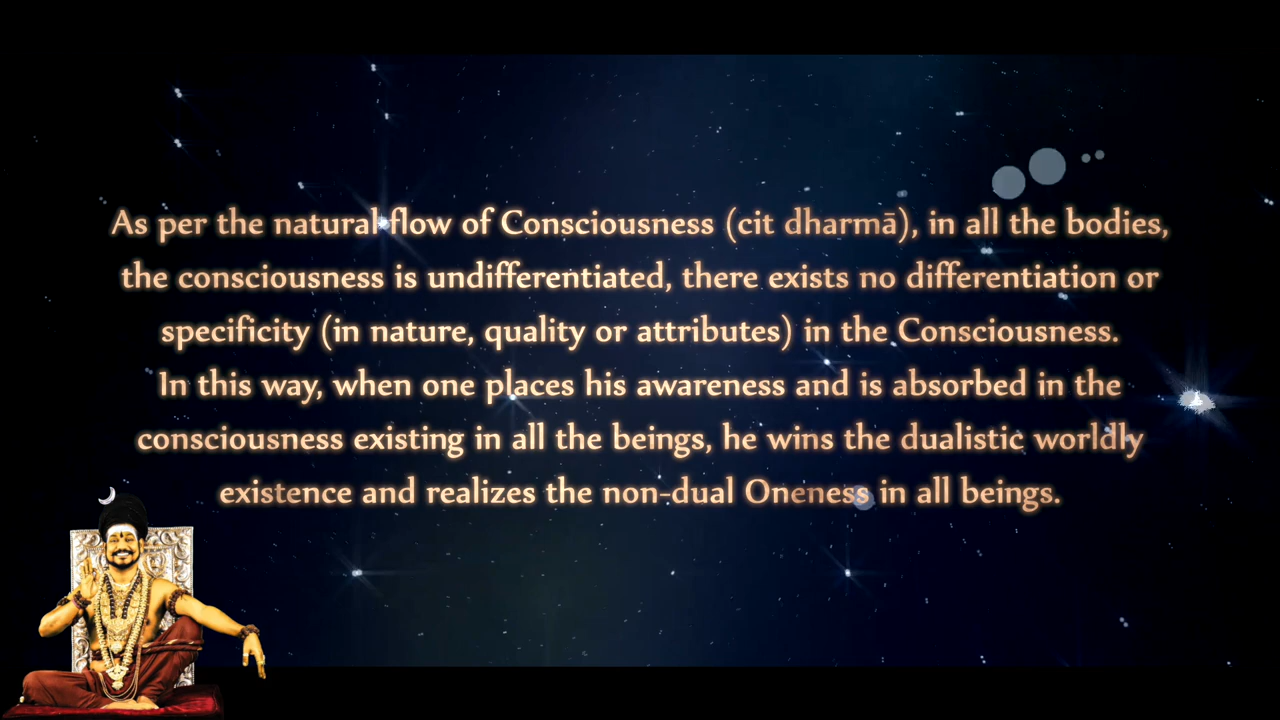 As per the natural flow of Consciousness (cit dharmā), in all the bodies,
the consciousness is undifferentiated, there exists no differentiation or
specificity (in nature, quality or attributes) in the Consciousness.
In this way, when one places his awareness and is absorbed in the
consciousness existing in all the beings, he wins the dualistic worldly
existence and realizes the non-dual Oneness in all beings.